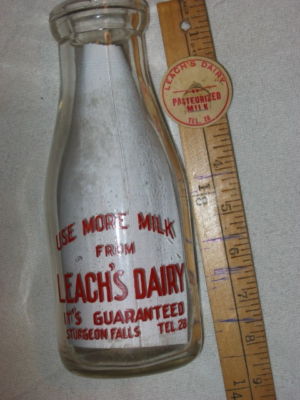 LEACH'S DAIRY
PASTEURIZED
MILK
TEL. 28
USE MORE MILK
FROM
LEACH'S DAIRY
IT'S GUARANTEED
STURGEON FALLS TEL. 28